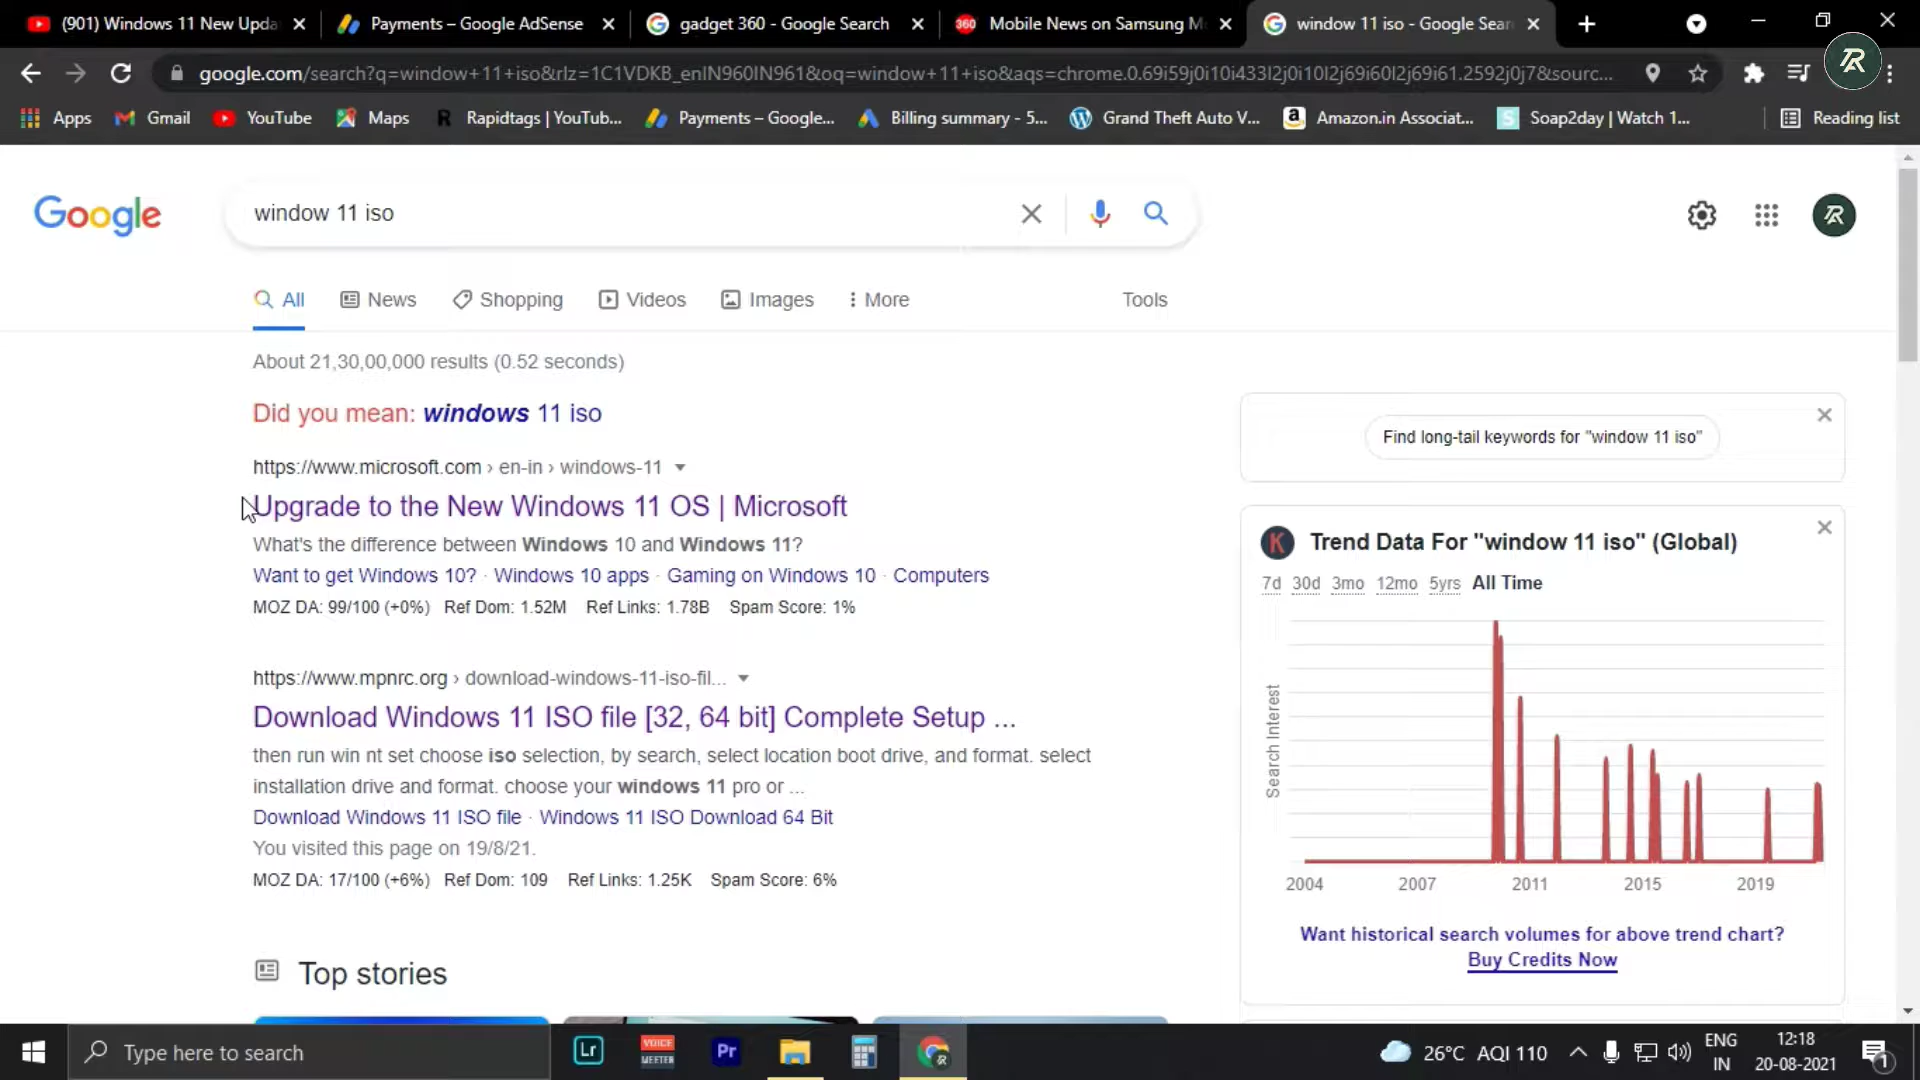 (901) Windows 11 New Upda
Payments – Google AdSense
gadget 360 - Google Search
360
Mobile News on Samsung M
window 11 iso - Google Sear
google.com/search?q=window+11+iso&rlz=1C1VDKB_enIN960IN961&oq=window+11+iso&aqs=chrome.0.69i59j0i10i433l2j0i10l2j69i60l2j69i61.2592j0j7&sourc...
Apps
Gmail
YouTube
Maps
Rapidtags | YouTub...
Payments – Google...
Billing summary - 5...
Grand Theft Auto V...
Amazon.in Associat...
Soap2day | Watch 1...
Reading list
Google
window 11 iso
All
News
Shopping
Videos
Images
More
Tools
About 21,30,00,000 results (0.52 seconds)
Did you mean: windows 11 iso
https://www.microsoft.com › en-in › windows-11
Upgrade to the New Windows 11 OS | Microsoft
What's the difference between Windows 10 and Windows 11?
Want to get Windows 10? · Windows 10 apps · Gaming on Windows 10 · Computers
MOZ DA: 99/100 (+0%) Ref Dom: 1.52M Ref Links: 1.78B Spam Score: 1%
https://www.mpnrc.org › download-windows-11-iso-fil...
Download Windows 11 ISO file [32, 64 bit] Complete Setup ...
then run win nt set choose iso selection, by search, select location boot drive, and format. select
installation drive and format. choose your windows 11 pro or ...
Download Windows 11 ISO file · Windows 11 ISO Download 64 Bit
You visited this page on 19/8/21.
MOZ DA: 17/100 (+6%) Ref Dom: 109 Ref Links: 1.25K Spam Score: 6%
Top stories
Find long-tail keywords for "window 11 iso"
K
Trend Data For "window 11 iso" (Global)
7d 30d 3mo 12mo 5yrs All Time
Search Interest
2004 2007 2011 2015 2019
Want historical search volumes for above trend chart?
Buy Credits Now
Type here to search
Lr
VOICE
MEETER
Pr
26°C AQI 110
ENG
IN
12:18
20-08-2021
1